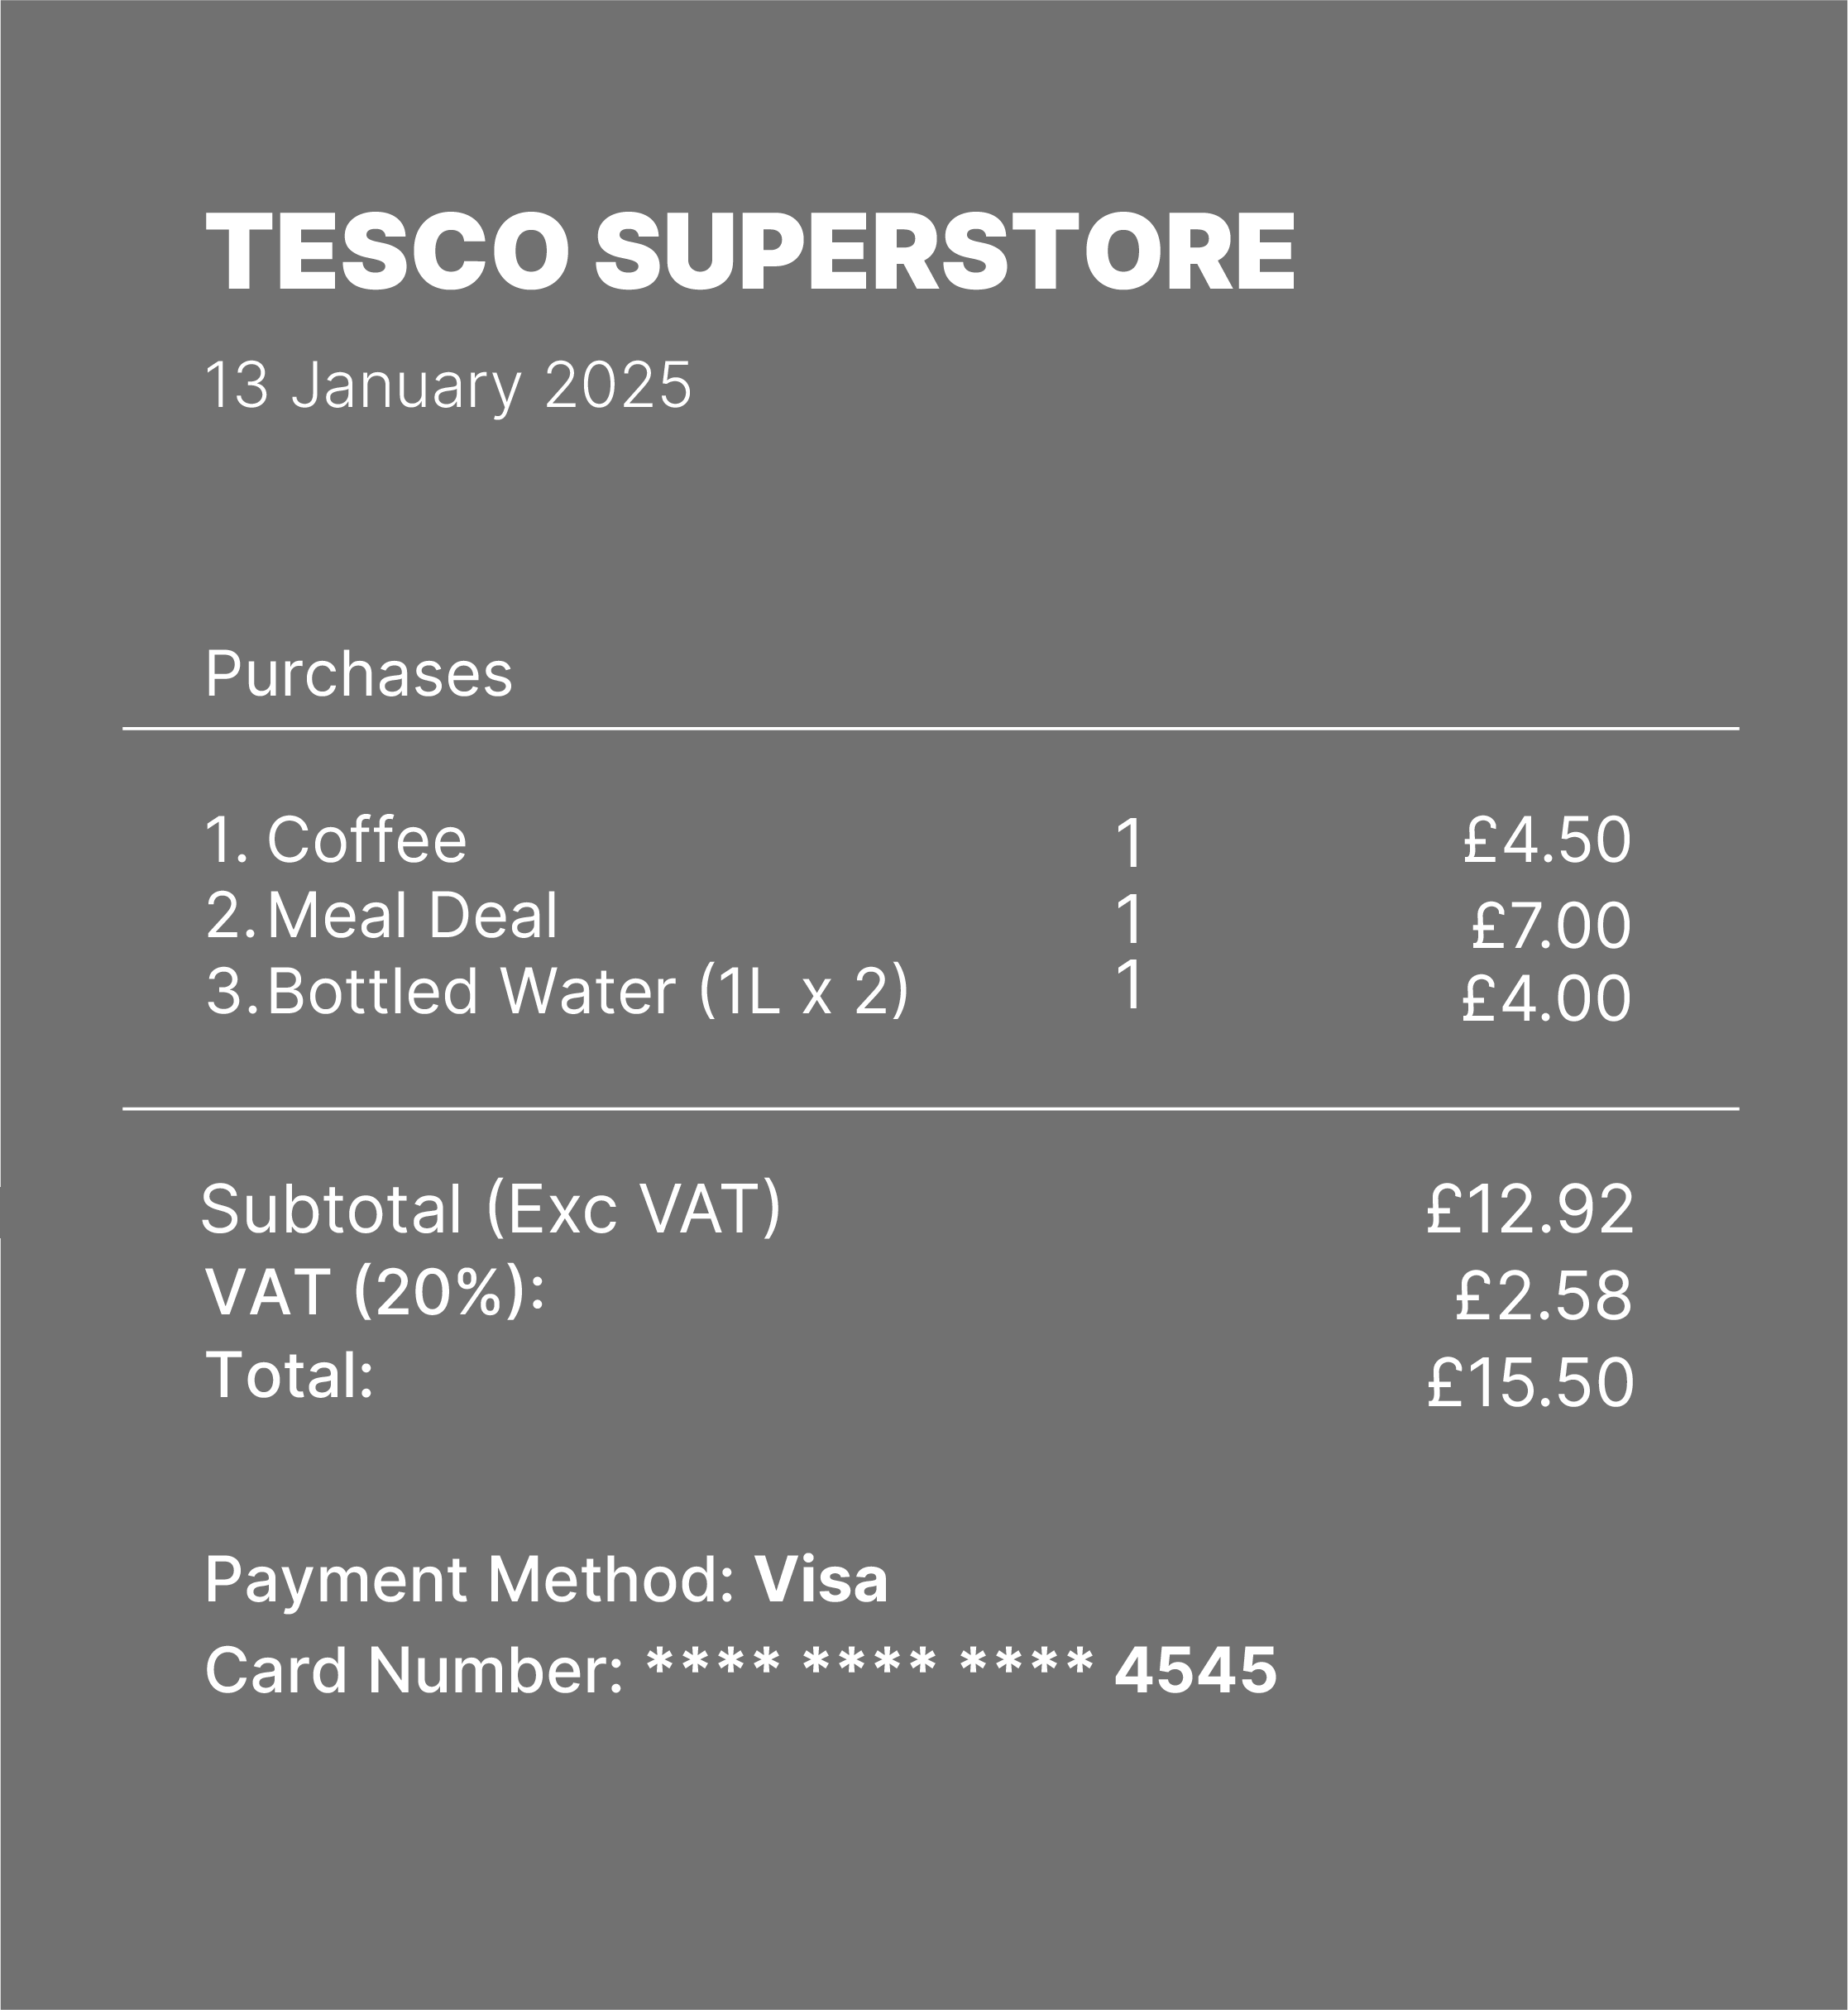 TESCO SUPERSTORE
13 January 2025
Purchases
1. Coffee 1 £4.50
2. Meal Deal 1 £7.00
3. Bottled Water (1L x 2) 1 £4.00
Subtotal (Exc VAT) £12.92
VAT (20%): £2.58
Total: £15.50
Payment Method: Visa
Card Number: **** **** **** 4545